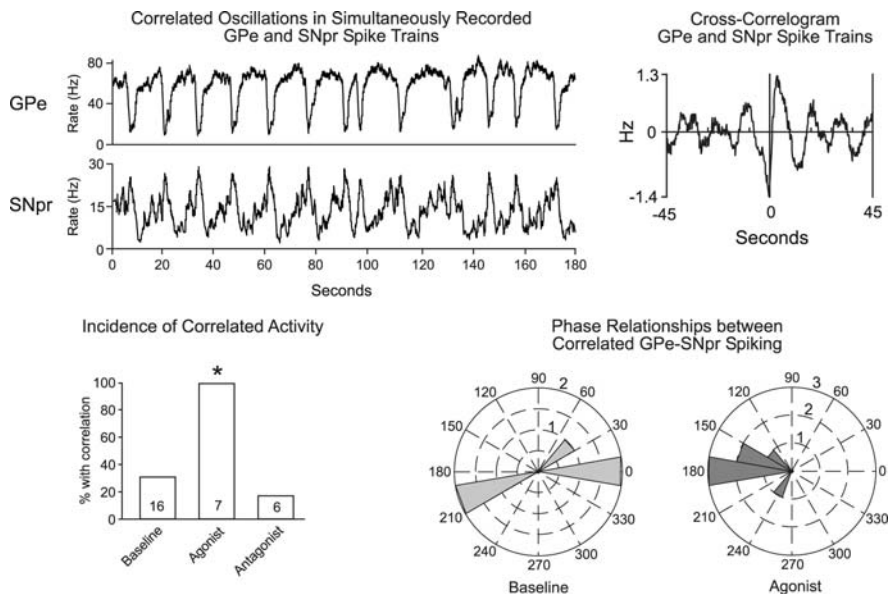 Correlated Oscillations in Simultaneously Recorded
GPe and SNpr Spike Trains
GPe
Rate (Hz)
80
40
0
SNpr
Rate (Hz)
30
15
0
0 20 40 60 80 100 120 140 160 180
Seconds
Cross-Correlogram
GPe and SNpr Spike Trains
Hz
1.3
0
-1.4
-45 0 45
Seconds
Incidence of Correlated Activity
% with correlation
100
80
60
40
20
0
*
16 7 6
Baseline Agonist Antagonist
Phase Relationships between
Correlated GPe-SNpr Spiking
90
120 2 60
150 1 30
180 0
210 330
240 300
270
Baseline
90
120 3 60
2
150 1 30
180 0
210 330
240 300
270
Agonist